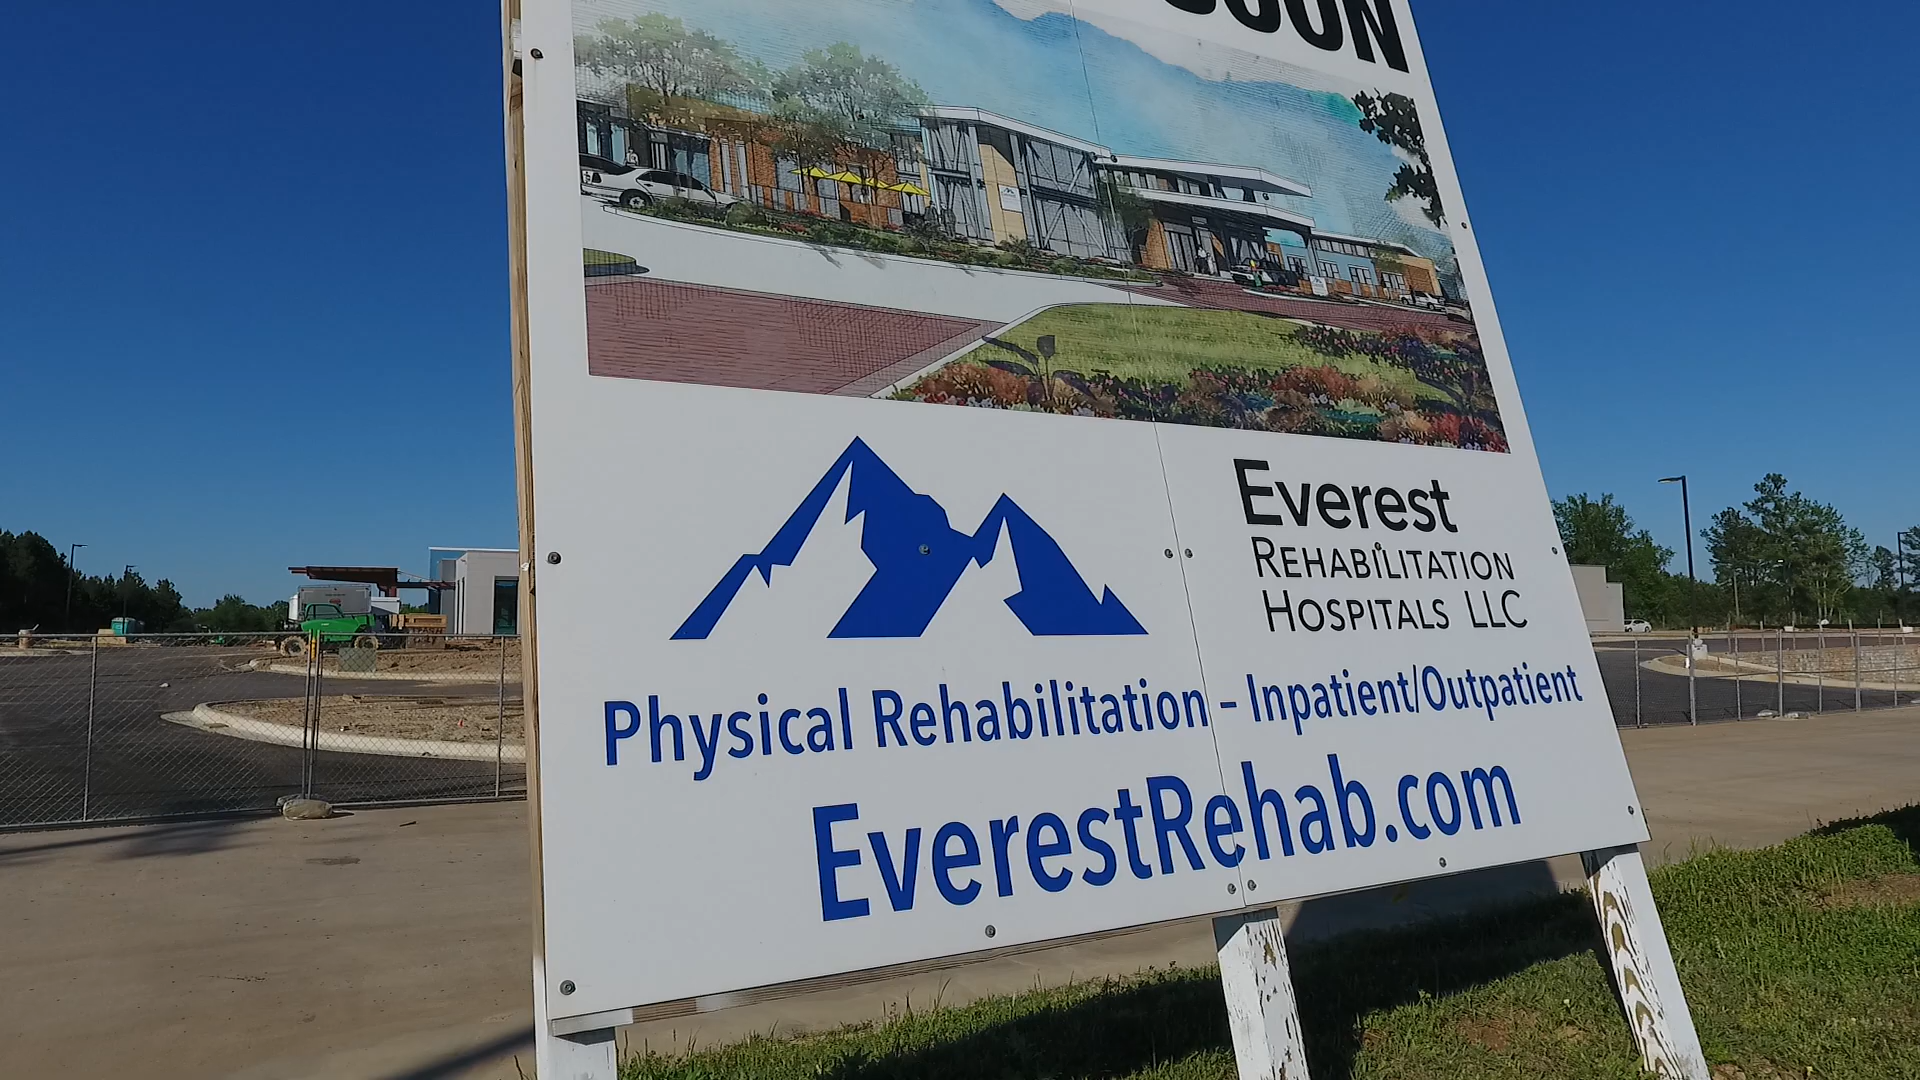 Everest
Rehabilitation
Hospitals LLC
Physical Rehabilitation – Inpatient/Outpatient
EverestRehab.com